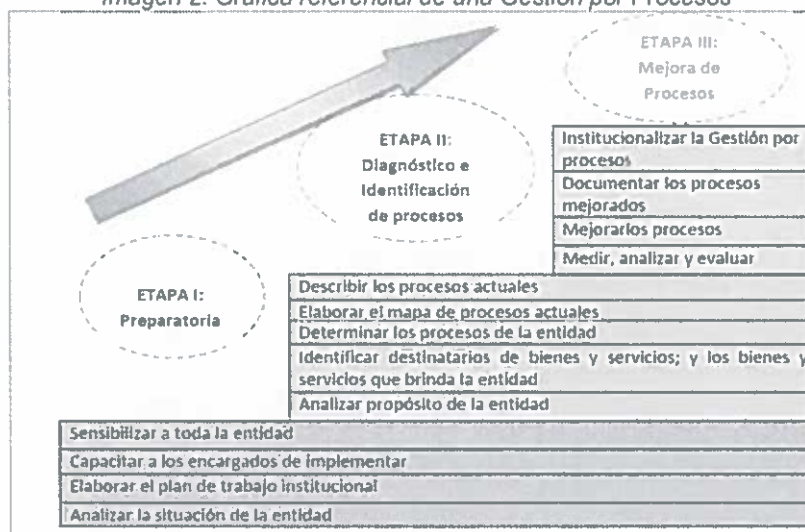 Imagen 2: Gráfica referencial de una Gestión por Procesos
ETAPA III:
Mejora de
Procesos
ETAPA II:
Diagnóstico e
Identificación
de procesos
ETAPA I:
Preparatoria
Institucionalizar la Gestión por
procesos
Documentar los procesos
mejorados
Mejorarlos procesos
Medir, analizar y evaluar
Describir los procesos actuales
Elaborar el mapa de procesos actuales
Determinar los procesos de la entidad
Identificar destinatarios de bienes y servicios; y los bienes y
servicios que brinda la entidad
Analizar propósito de la entidad
Sensibilizar a toda la entidad
Capacitar a los encargados de implementar
Elaborar el plan de trabajo institucional
Analizar la situación de la entidad